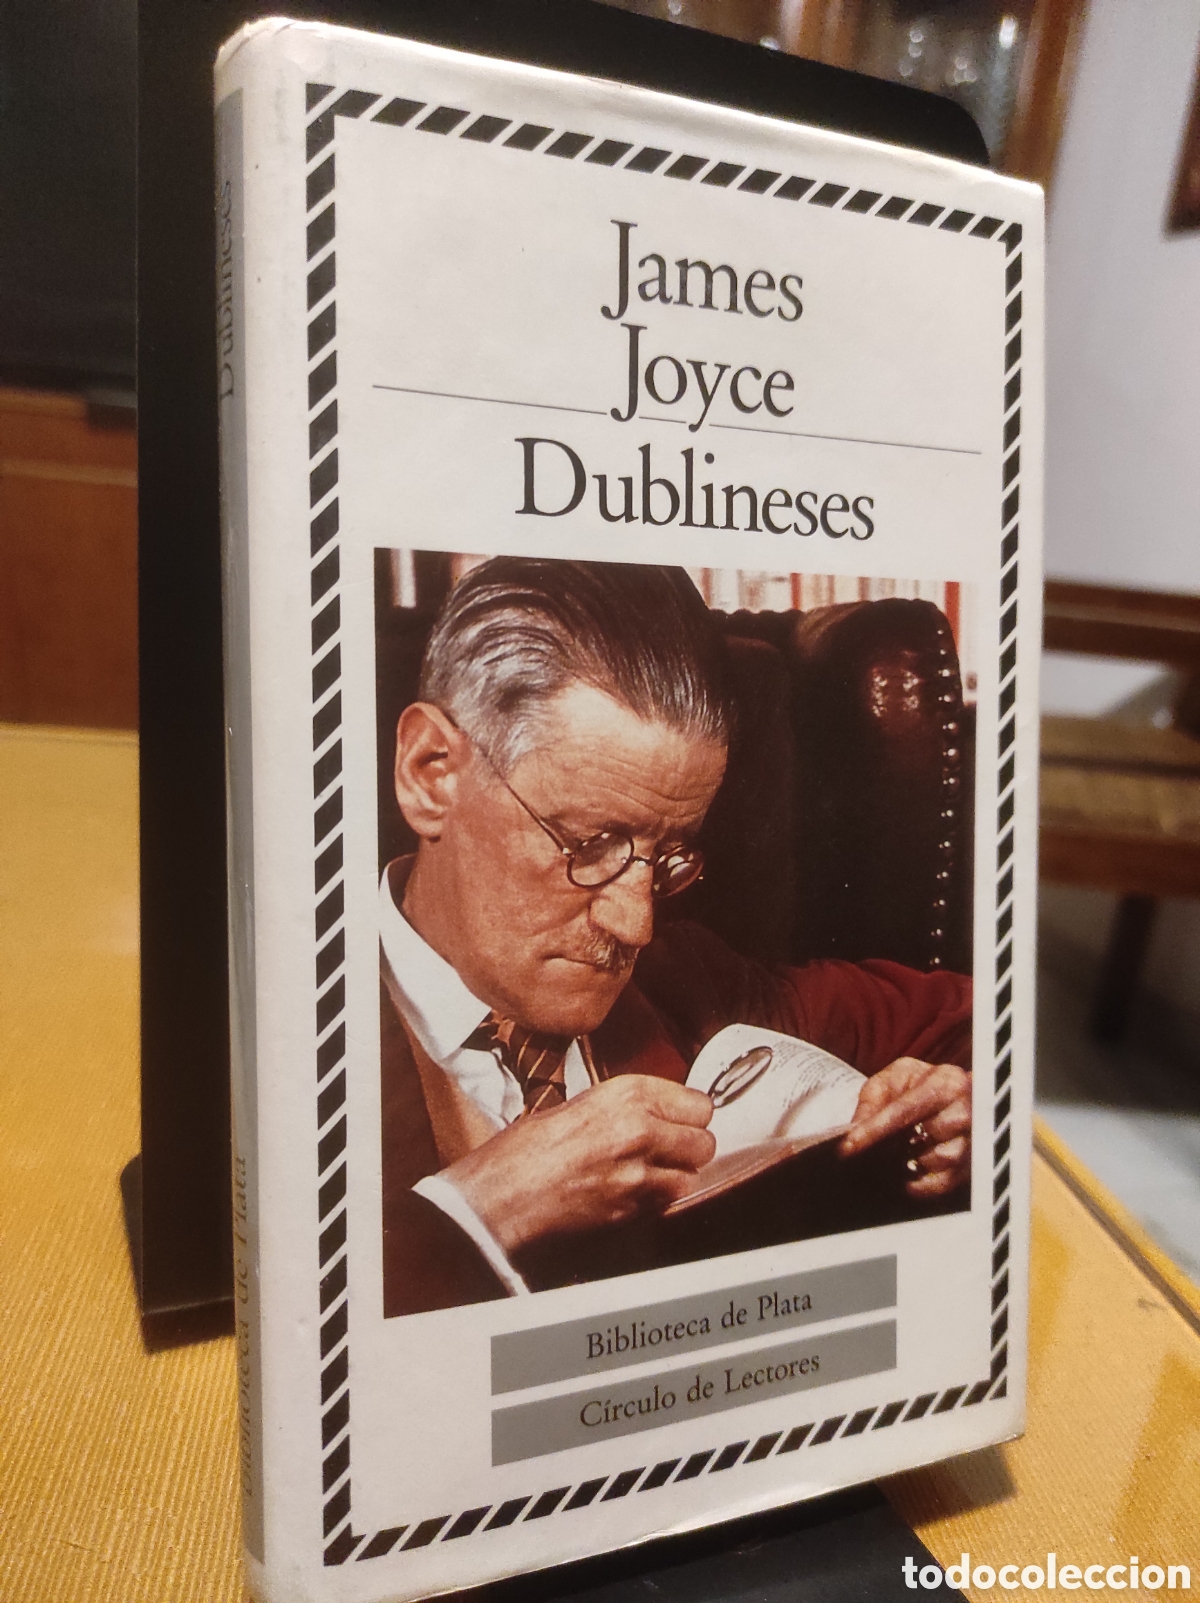 James
Joyce
Dublineses
Biblioteca de Plata
Círculo de Lectores
Dublineses
Biblioteca de Plata
todocoleccion